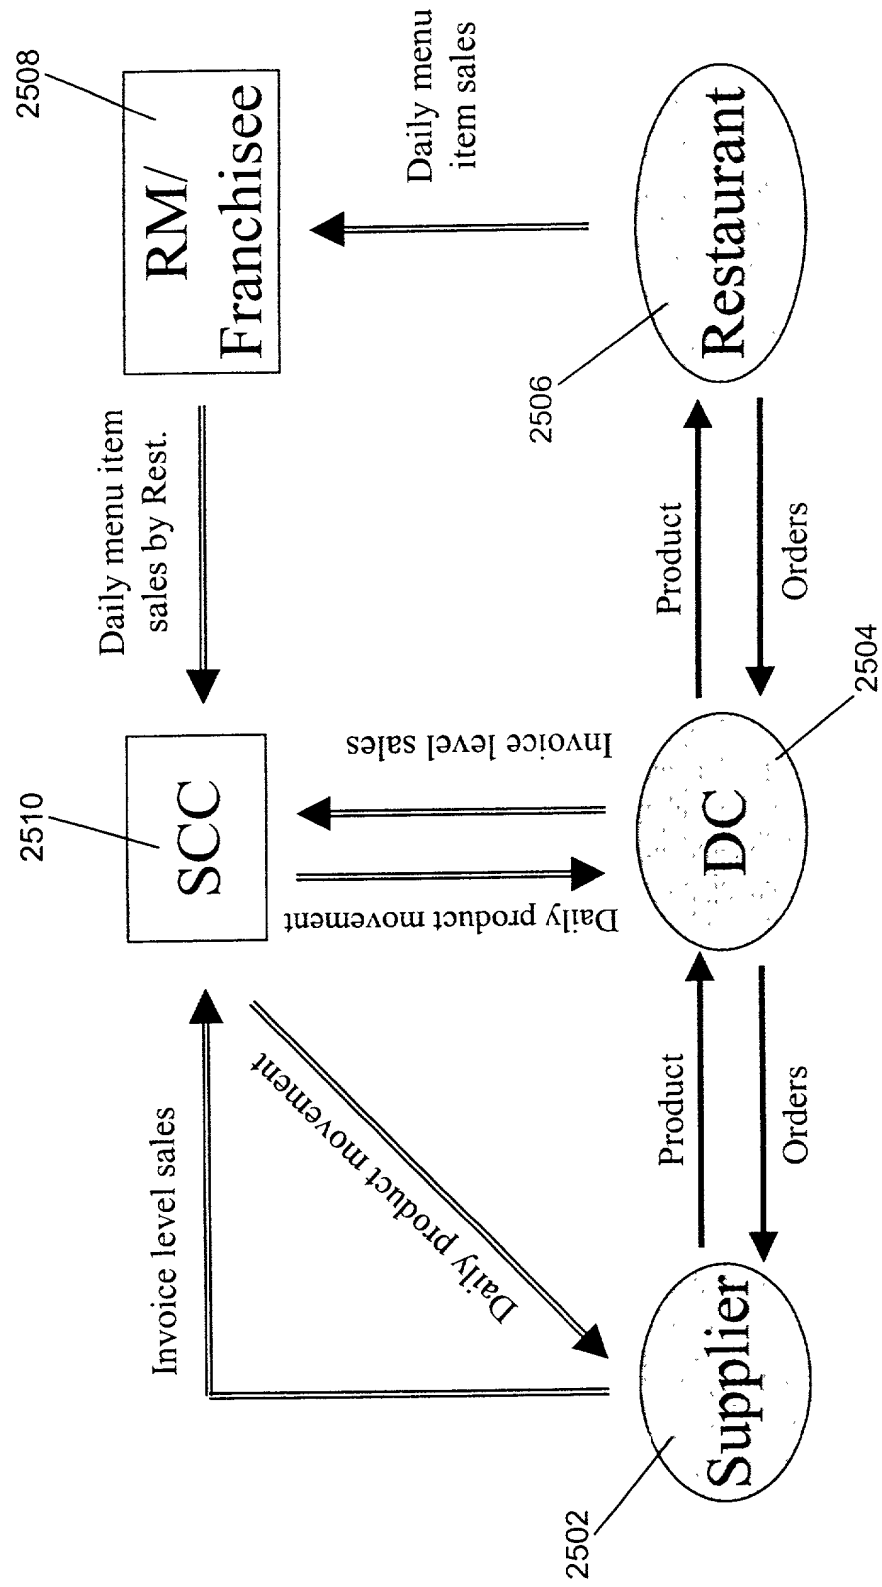 2510
SCC
2508
RM/
Franchisee
Daily menu item
sales by Rest.
Invoice level sales
Daily product movement
Daily product movement
Invoice level sales
Daily menu
item sales
2502
Supplier
Product
Orders
DC
2504
Product
Orders
2506
Restaurant